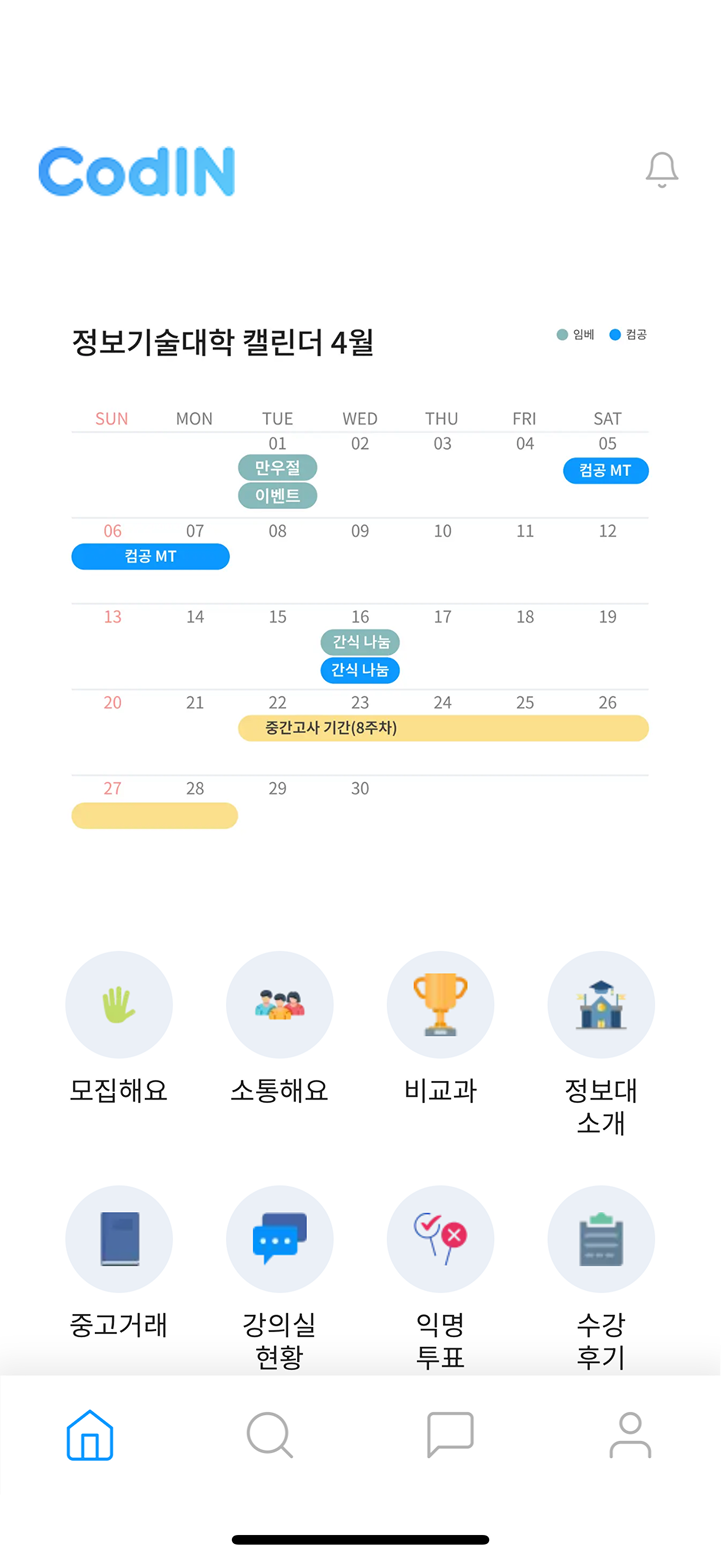 CodIN
정보기술대학 캘린더 4월
임베 컴공
SUN MON TUE WED THU FRI SAT
01 02 03 04 05
만우절 컴공 MT
이벤트
06 07 08 09 10 11 12
컴공 MT
13 14 15 16 17 18 19
간식 나눔
간식 나눔
20 21 22 23 24 25 26
중간고사 기간(8주차)
27 28 29 30
모집해요 소통해요 비교과 정보대
소개
중고거래 강의실 익명 수강
현황 투표 후기